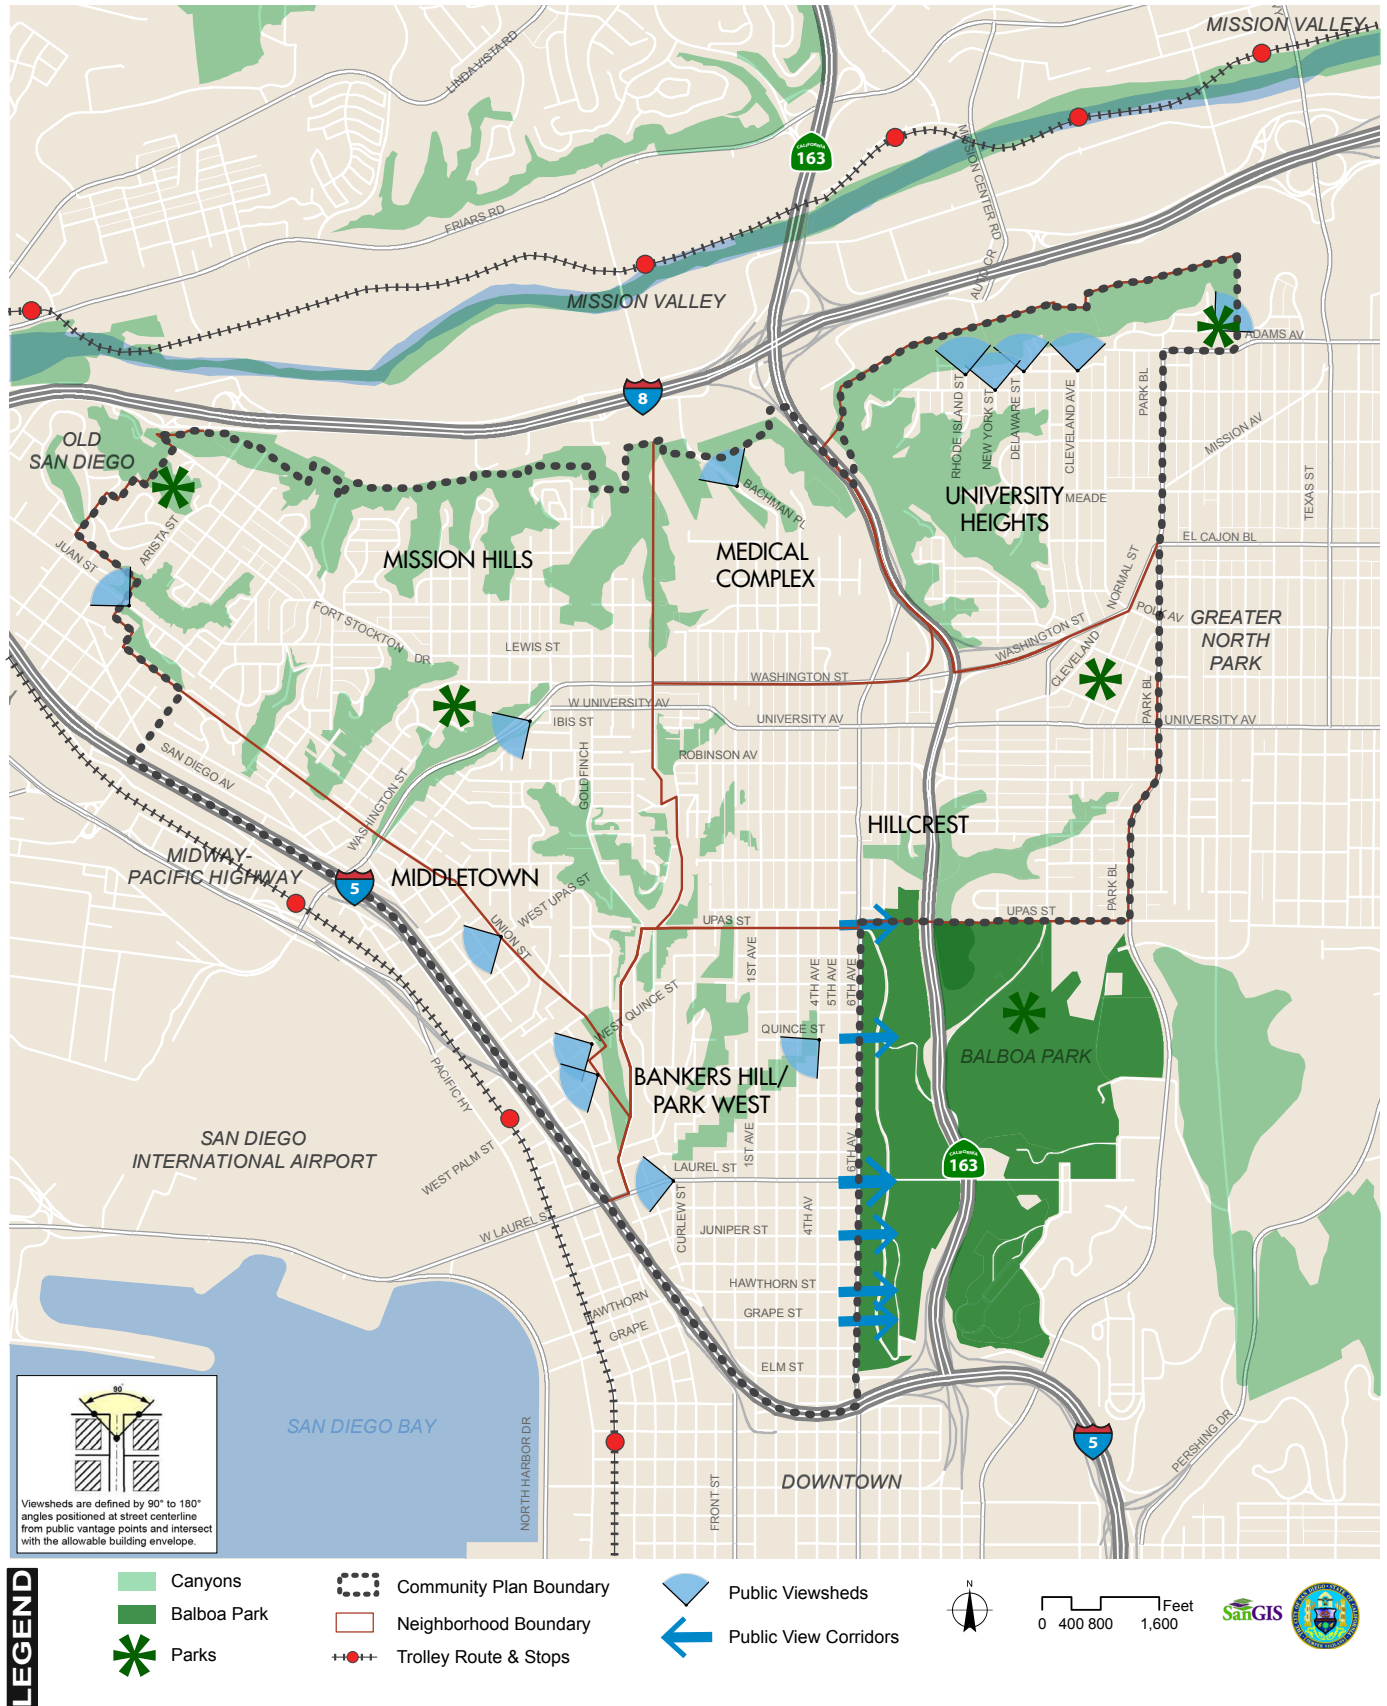 MISSION VALLEY
NY
LINDA VISTA RD
CALIFORNIA
163
MISSION CENTER RD
FRIARS RD
AUTO CR
MISSION VALLEY
ADAMS AV
8
PARK BL
RHODE ISLAND ST
NEW YORK ST
DELAWARE ST
CLEVELAND AVE
MISSION AV
OLD
SAN DIEGO
TEXAS ST
BACHMAN PL
UNIVERSITY
HEIGHTS
MEADE
ARISTA ST
JUAN ST
MISSION HILLS
MEDICAL
COMPLEX
EL CAJON BL
NORMAL ST
POLK AV
GREATER
NORTH
PARK
FORT STOCKTON
DR
LEWIS ST
WASHINGTON ST
CLEVELAND
WASHINGTON ST
W UNIVERSITY AV
IBIS ST
UNIVERSITY AV
PARK BL
UNIVERSITY AV
SAN DIEGO AV
GOLDFINCH
ROBINSON AV
WASHINGTON ST
HILLCREST
MIDWAY-
PACIFIC HIGHWAY
5
MIDDLETOWN
WEST UPAS ST
UNION ST
PARK BL
UPAS ST
UPAS ST
1ST AVE
4TH AVE
5TH AVE
6TH AVE
WEST QUINCE ST
QUINCE ST
BALBOA PARK
PACIFIC HY
BANKERS HILL/
PARK WEST
SAN DIEGO
INTERNATIONAL AIRPORT
WEST PALM ST
1ST AVE
6TH AV
CALIFORNIA
163
LAUREL ST
W LAUREL ST
CURLEW ST
JUNIPER ST
4TH AV
HAWTHORN ST
HAWTHORN
GRAPE ST
GRAPE
ELM ST
90°
SAN DIEGO BAY
NORTH HARBOR DR
FRONT ST
DOWNTOWN
5
PERSHING DR
Viewsheds are defined by 90° to 180°
angles positioned at street centerline
from public vantage points and intersect
with the allowable building envelope.
LEGEND
Canyons
Balboa Park
Parks
Community Plan Boundary
Neighborhood Boundary
Trolley Route & Stops
Public Viewsheds
Public View Corridors
N
Feet
0 400 800 1,600
SanGIS